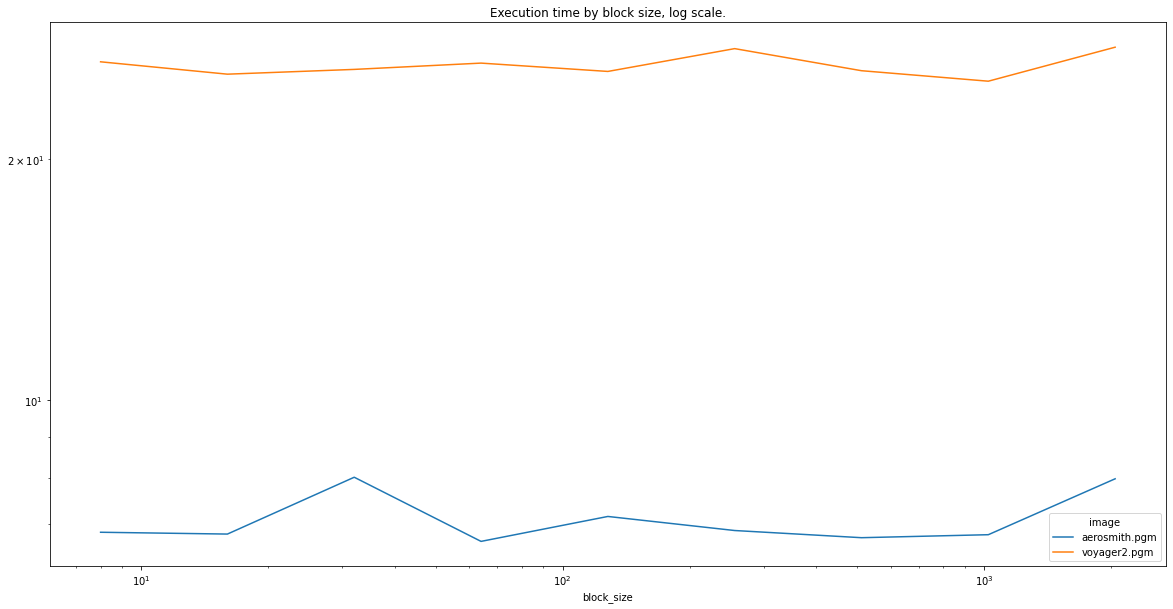 Execution time by block size, log scale.
2 × 10¹
10¹
10¹
10²
10³
block_size
image
aerosmith.pgm
voyager2.pgm